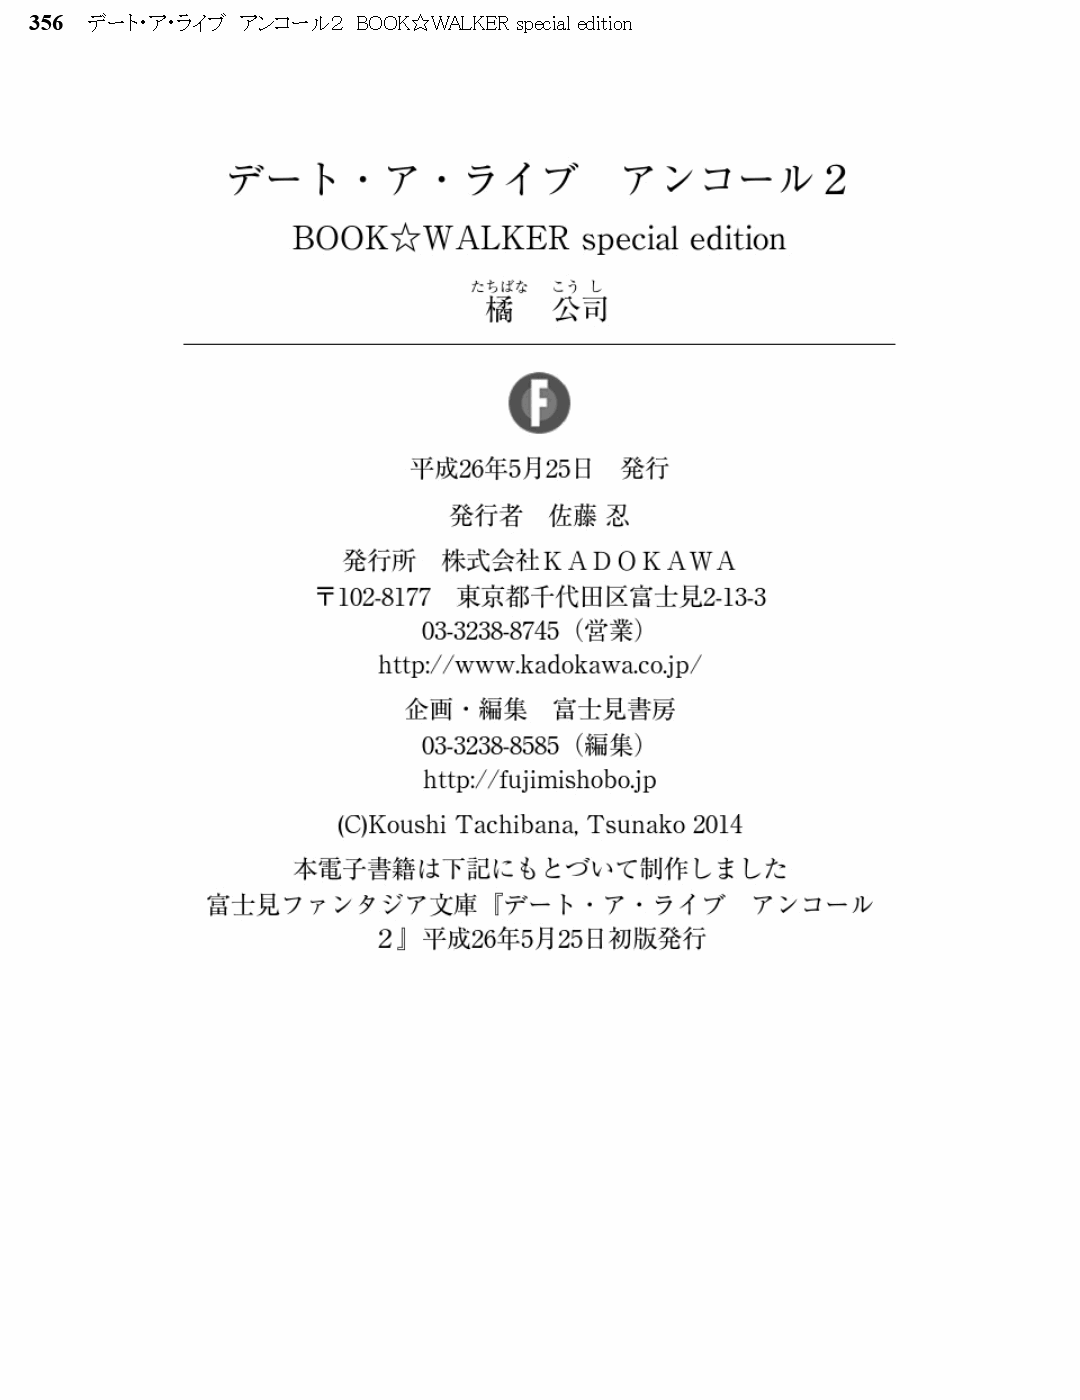 356 デート・ア・ライブ　アンコール２　BOOK☆WALKER special edition
デート・ア・ライブ　アンコール２
BOOK☆WALKER special edition
たちばな　こうし
橘　公司
F
平成26年5月25日　発行
発行者　佐藤 忍
発行所　株式会社ＫＡＤＯＫＡＷＡ
〒102-8177　東京都千代田区富士見2-13-3
03-3238-8745（営業）
http://www.kadokawa.co.jp/
企画・編集　富士見書房
03-3238-8585（編集）
http://fujimishobo.jp
(C)Koushi Tachibana, Tsunako 2014
本電子書籍は下記にもとづいて制作しました
富士見ファンタジア文庫『デート・ア・ライブ　アンコール
２』平成26年5月25日初版発行